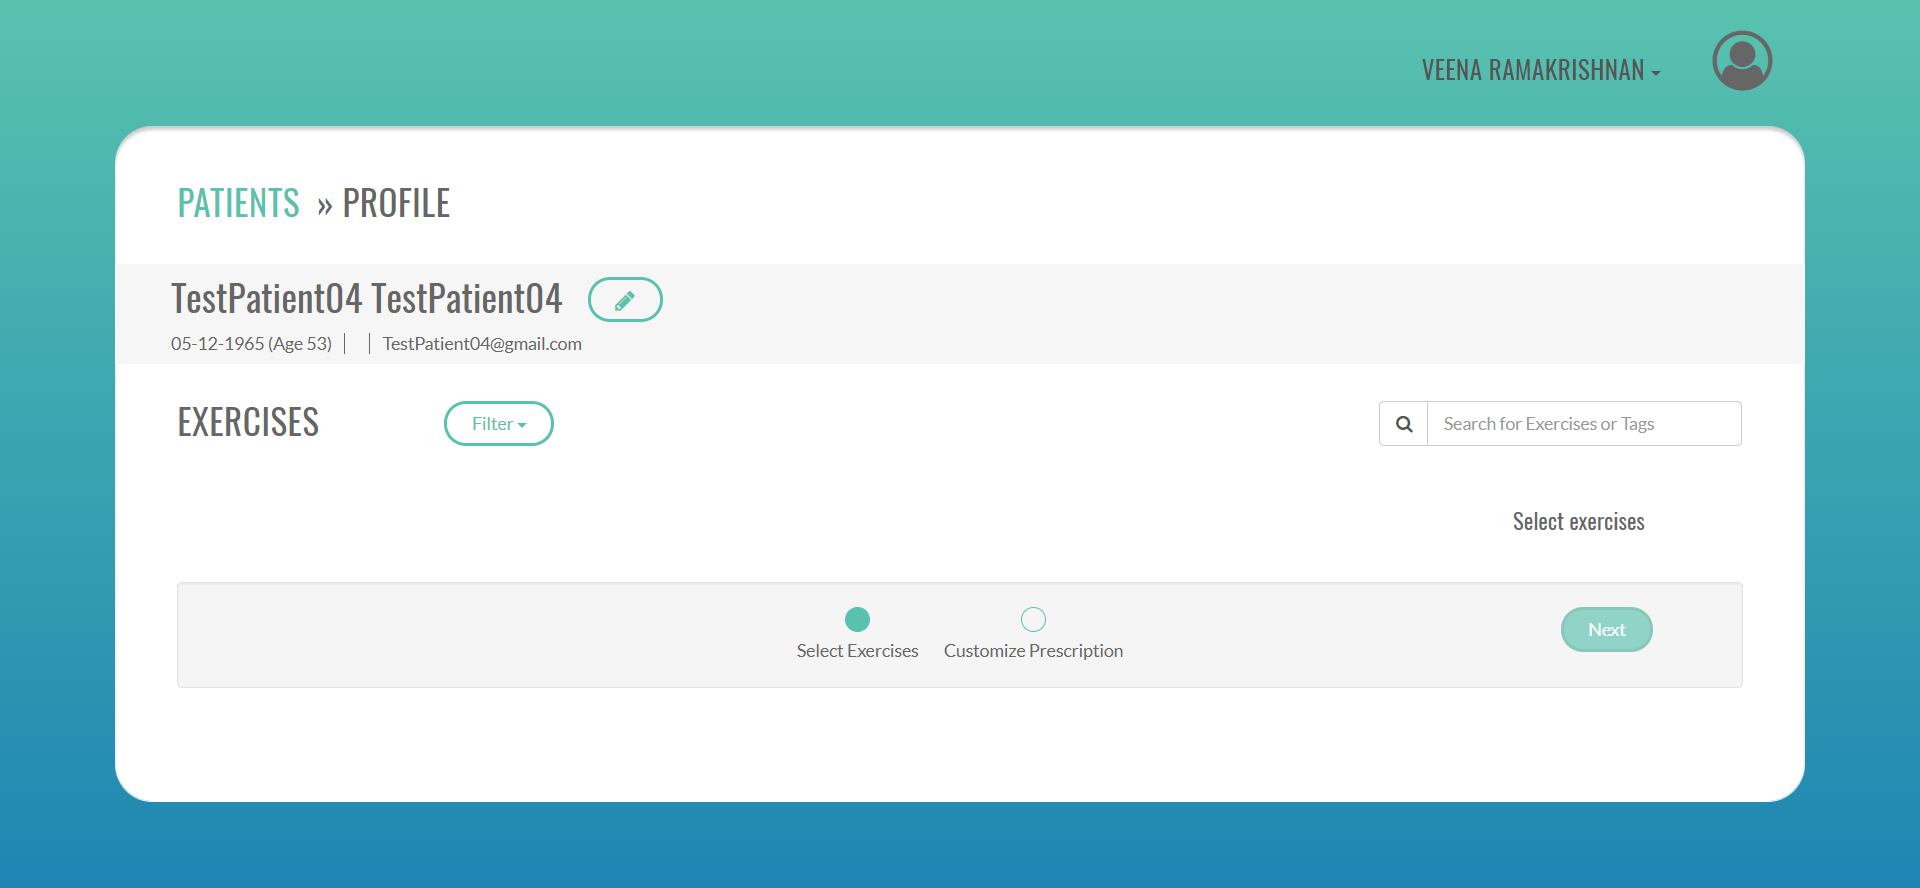 VEENA RAMAKRISHNAN
PATIENTS » PROFILE
TestPatient04 TestPatient04
05-12-1965 (Age 53) | | TestPatient04@gmail.com
EXERCISES
Filter
Search for Exercises or Tags
Select exercises
Select Exercises
Customize Prescription
Next